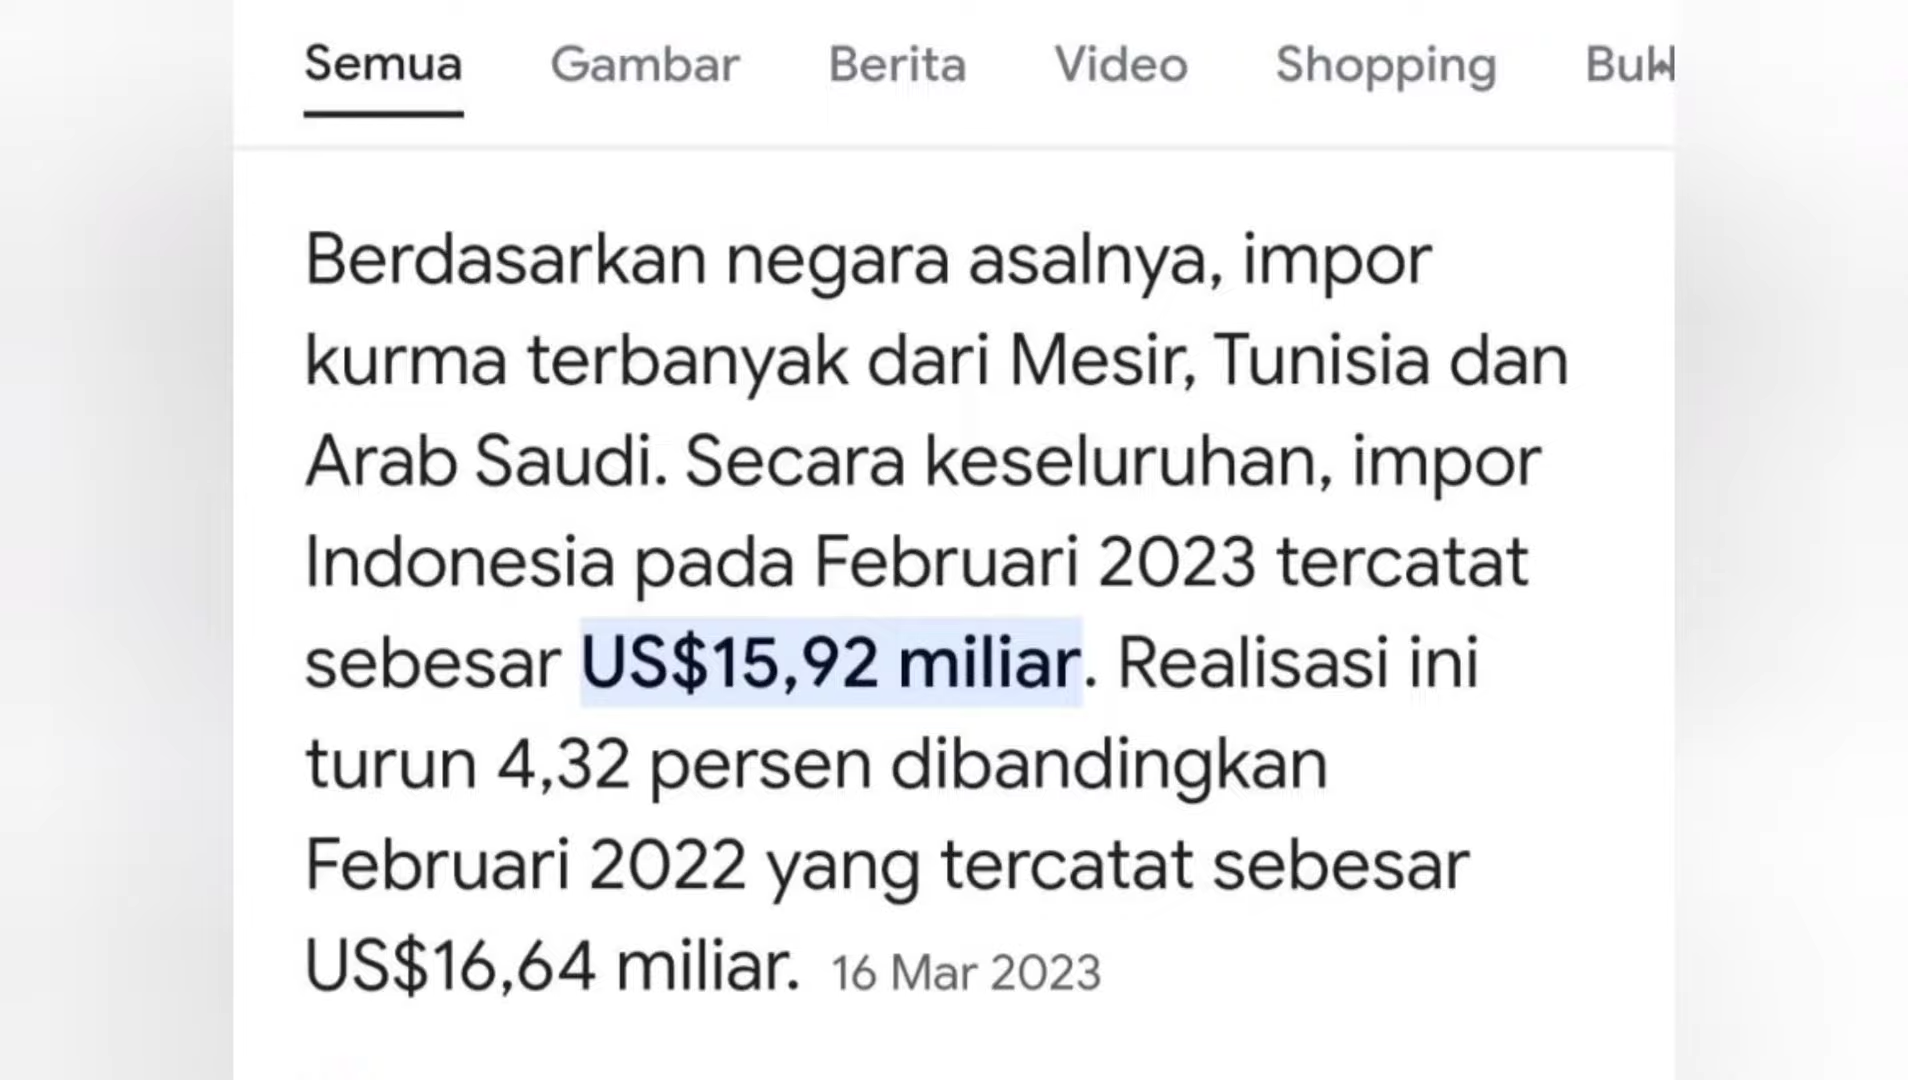 Semua Gambar Berita Video Shopping
Berdasarkan negara asalnya, impor
kurma terbanyak dari Mesir, Tunisia dan
Arab Saudi. Secara keseluruhan, impor
Indonesia pada Februari 2023 tercatat
sebesar US$15,92 miliar. Realisasi ini
turun 4,32 persen dibandingkan
Februari 2022 yang tercatat sebesar
US$16,64 miliar. 16 Mar 2023